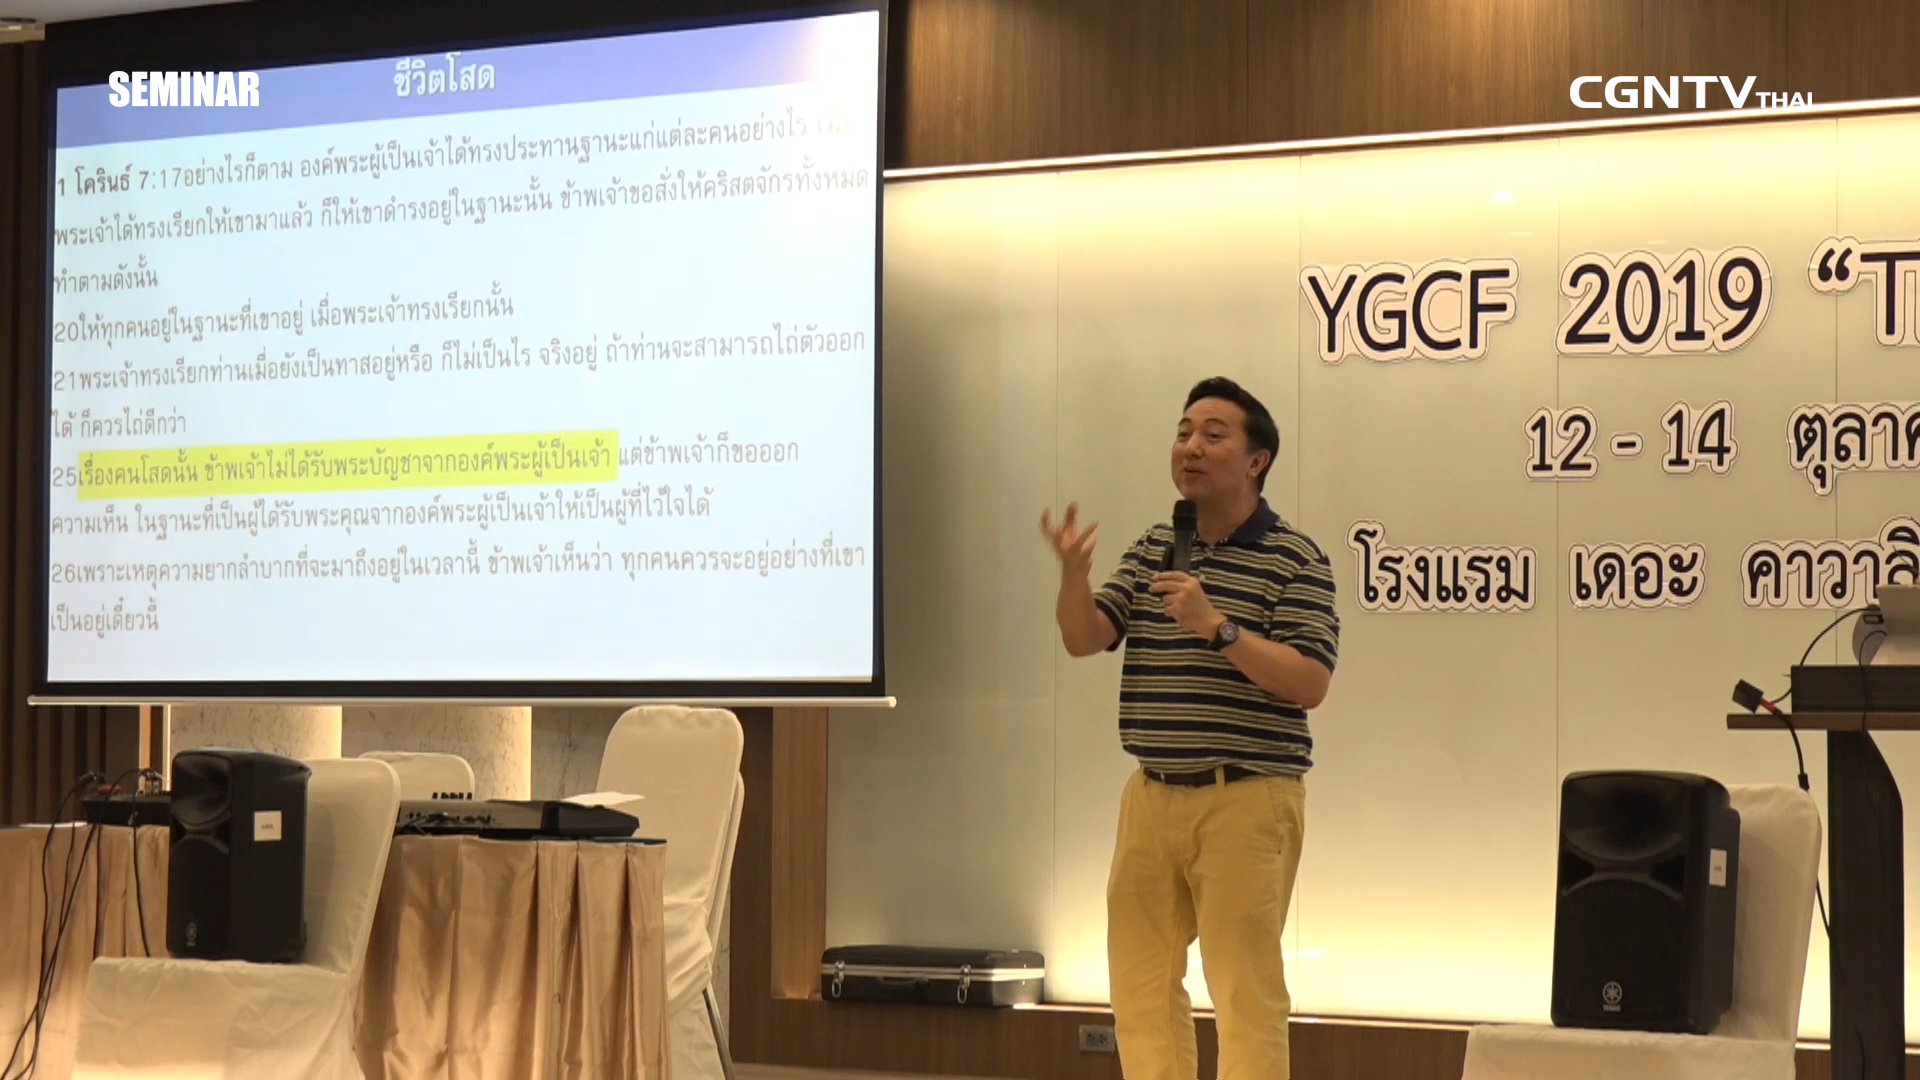 SEMINAR
CGNTV THAI
ชีวิตโสด
1 โครินธ์ 7:17อย่างไรก็ตาม องค์พระผู้เป็นเจ้าได้ทรงประทานฐานะแก่แต่ละคนอย่างไร เมื่อ
พระเจ้าได้ทรงเรียกให้เขามาแล้ว ก็ให้เขาดำรงอยู่ในฐานะนั้น ข้าพเจ้าขอสั่งให้คริสตจักรทั้งหมด
ทำตามดังนั้น
20ให้ทุกคนอยู่ในฐานะที่เขาอยู่ เมื่อพระเจ้าทรงเรียกนั้น
21พระเจ้าทรงเรียกท่านเมื่อยังเป็นทาสอยู่หรือ ก็ไม่เป็นไร จริงอยู่ ถ้าท่านจะสามารถไถ่ตัวออก
ได้ ก็ควรไถ่ดีกว่า
25เรื่องคนโสดนั้น ข้าพเจ้าไม่ได้รับพระบัญชาจากองค์พระผู้เป็นเจ้า แต่ข้าพเจ้าก็ขอออก
ความเห็น ในฐานะที่เป็นผู้ได้รับพระคุณจากองค์พระผู้เป็นเจ้าให้เป็นผู้ที่ไว้ใจได้
26เพราะเหตุความยากลำบากที่จะมาถึงอยู่ในเวลานี้ ข้าพเจ้าเห็นว่า ทุกคนควรจะอยู่อย่างที่เขา
เป็นอยู่เดี๋ยวนี้
YGCF 2019 “T
12 - 14 ตุลาค
โรงแรม เดอะ คาวาลิ
YAMAHA